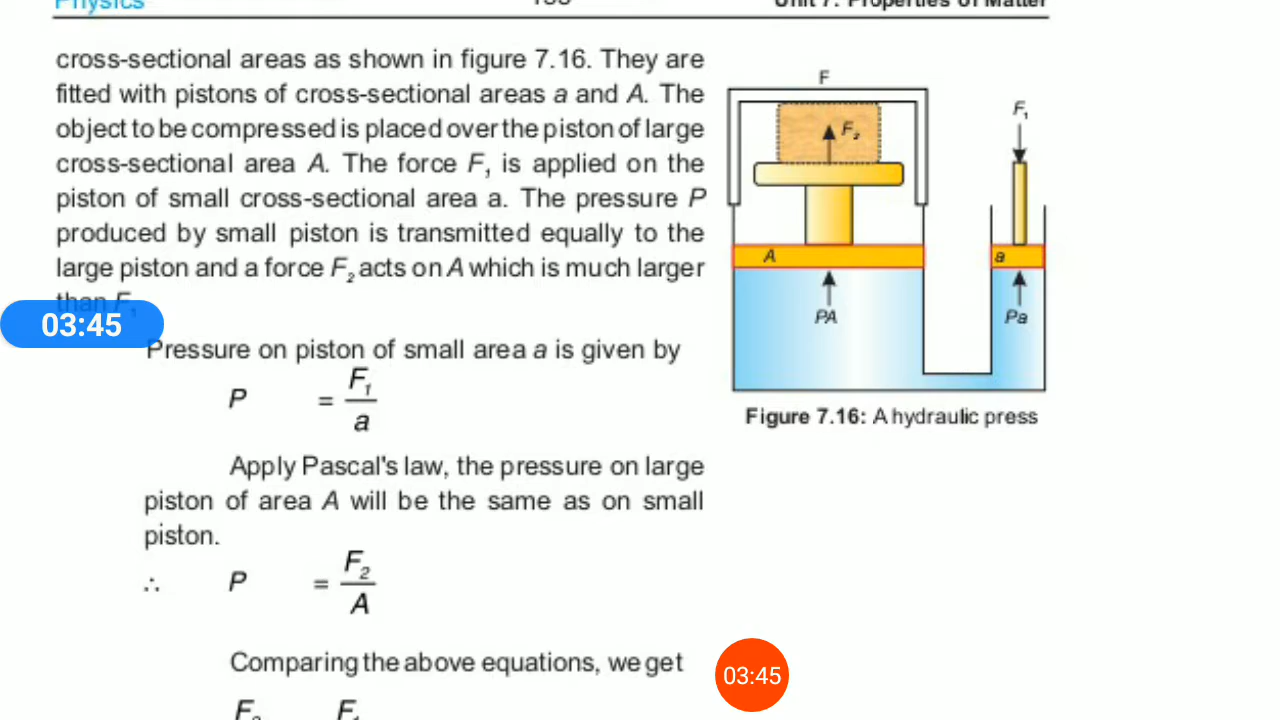 Physics
Unit 7: Properties of Matter
cross-sectional areas as shown in figure 7.16. They are
fitted with pistons of cross-sectional areas a and A. The
object to be compressed is placed over the piston of large
cross-sectional area A. The force F₁ is applied on the
piston of small cross-sectional area a. The pressure P
produced by small piston is transmitted equally to the
large piston and a force F₂ acts on A which is much larger
than F₁
03:45
Pressure on piston of small area a is given by
P = F₁
a
Apply Pascal's law, the pressure on large
piston of area A will be the same as on small
piston.
∴ P = F₂
A
Comparing the above equations, we get
F₂ F₁
F
F₂
F₁
A
a
PA
Pa
Figure 7.16: A hydraulic press
03:45